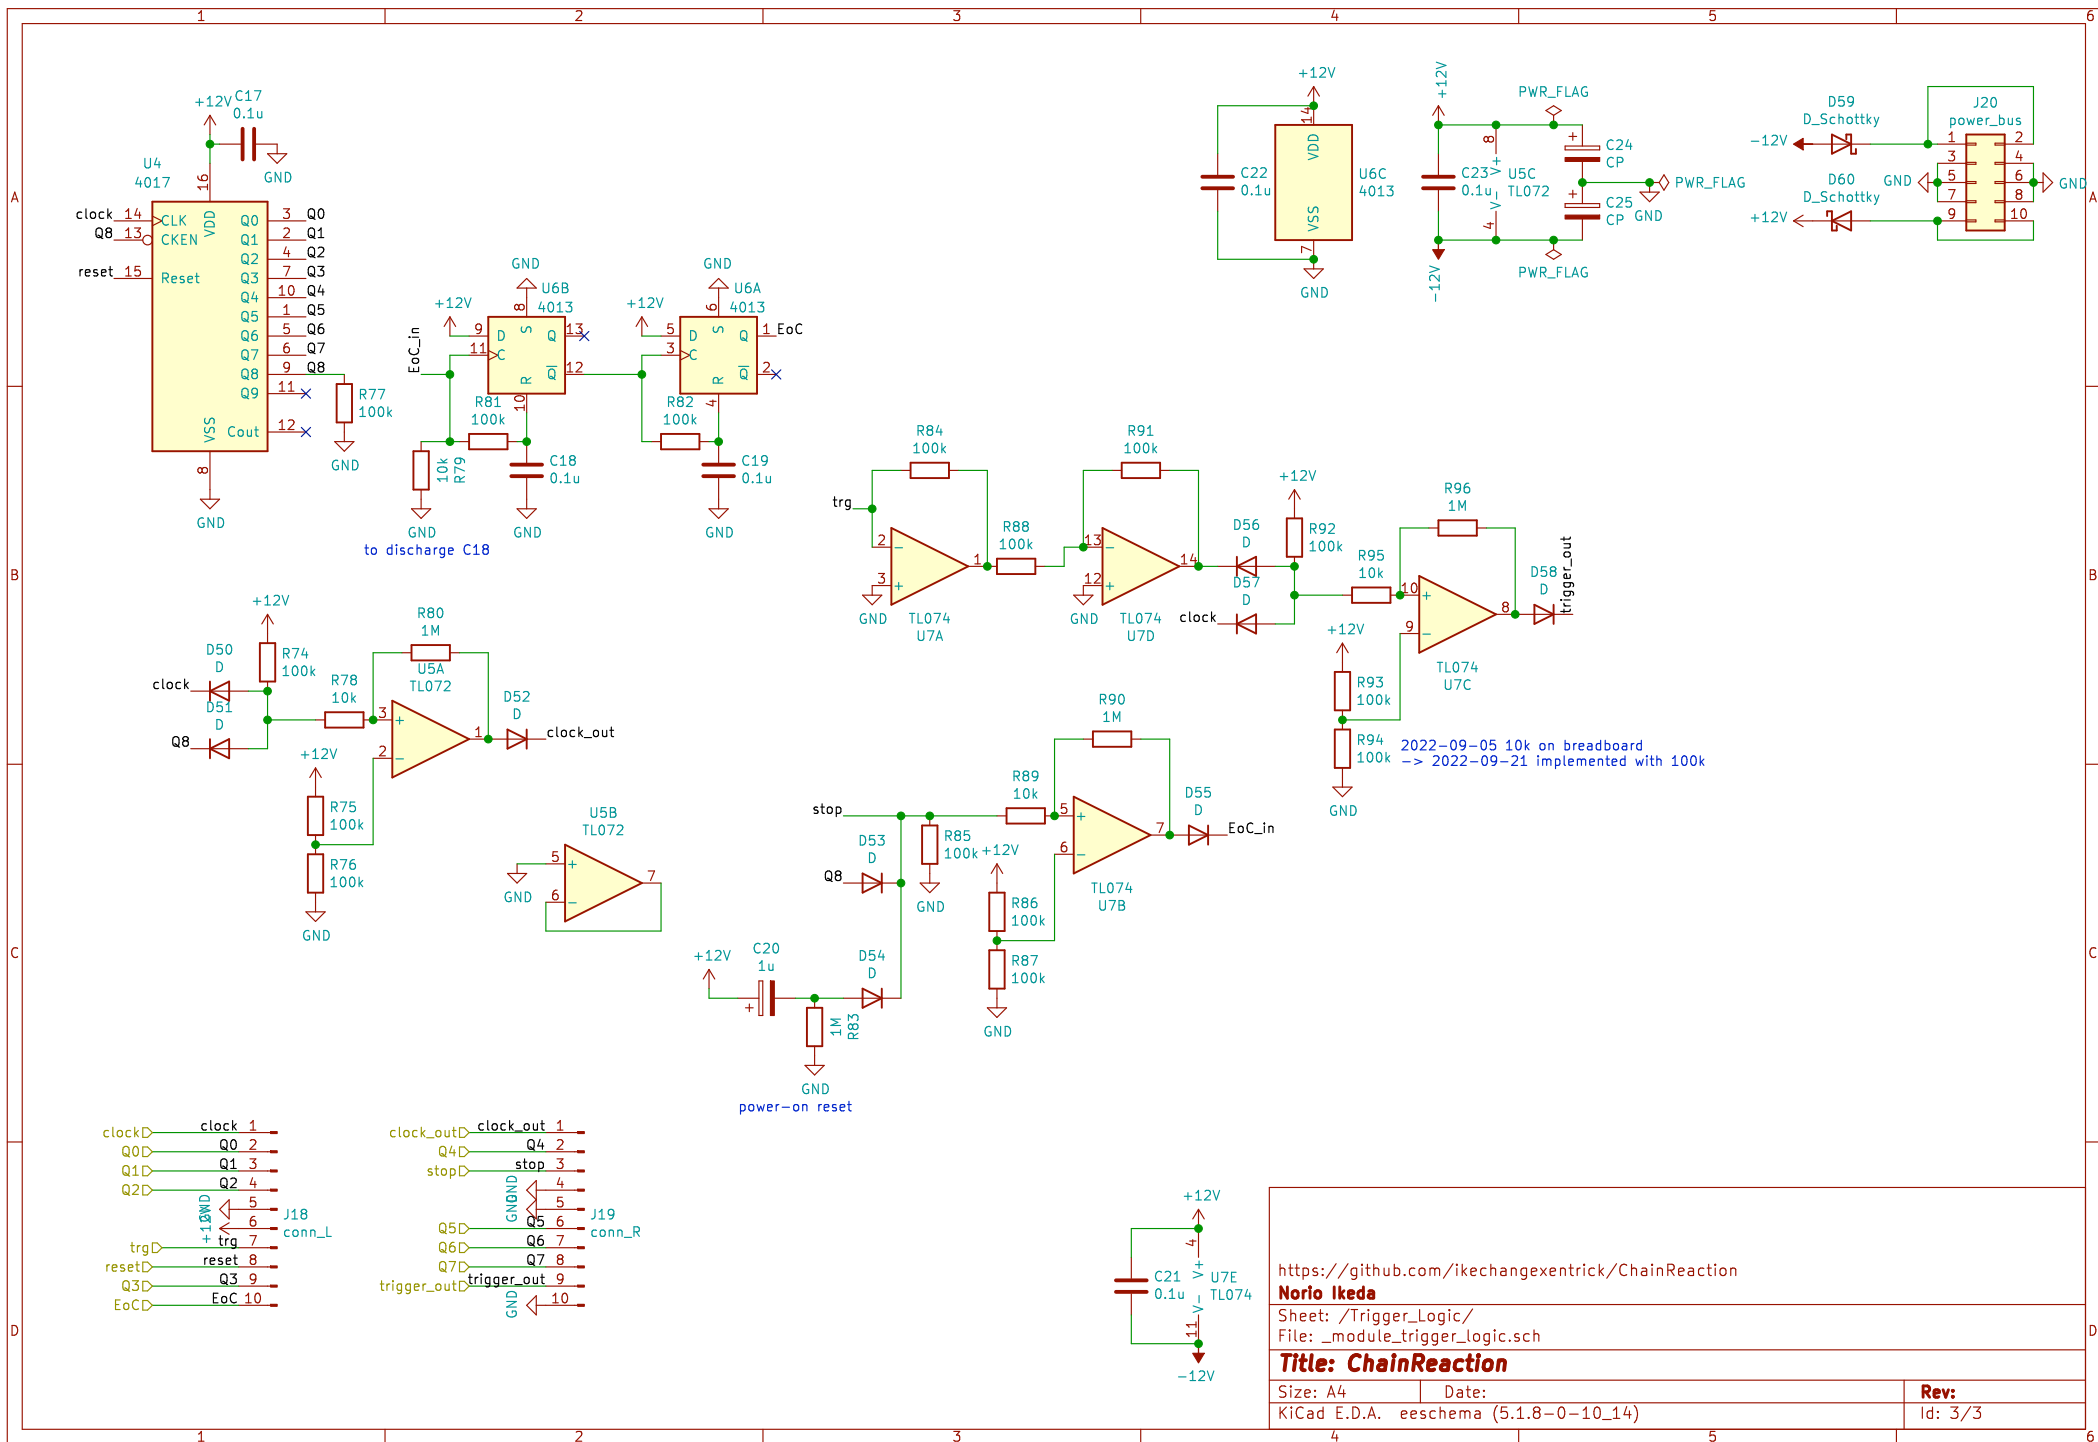 1 2 3 4 5 6
A
B
C
D
+12V
C17
0.1u
GND
U4
4017
16
VDD
clock 14 CLK
Q8 13 CKEN
reset 15 Reset
Q0 3 Q0
Q1 2 Q1
Q2 4 Q2
Q3 7 Q3
Q4 10 Q4
Q5 1 Q5
Q6 5 Q6
Q7 6 Q7
Q8 9 Q8
Q9 11
Cout 12
VSS
8
GND
R77
100k
GND
GND
U6B
4013
8
+12V
EoC_in
9 D S Q 13
11 C
R Q 12
10
R81
100k
10k
R79
C18
0.1u
GND
GND
to discharge C18
GND
U6A
4013
6
+12V
5 D S Q 1 EoC
3 C
R Q 2
4
R82
100k
C19
0.1u
GND
+12V
14
VDD
VSS
7
C22
0.1u
U6C
4013
GND
+12V
PWR_FLAG
8
V+
V-
4
C23
0.1u
U5C
TL072
C24
CP
C25
CP
PWR_FLAG
GND
-12V
PWR_FLAG
D59
D_Schottky
-12V
D60
D_Schottky
+12V
J20
power_bus
1 2
3 4
5 6
7 8
9 10
GND
GND
R84
100k
trg
2 -
3 +
1
GND
TL074
U7A
R88
100k
R91
100k
13 -
12 +
14
GND
TL074
U7D
D56
D
D57
D
clock
+12V
R92
100k
R95
10k
R96
1M
10 +
9 -
8
TL074
U7C
D58
D
trigger_out
+12V
R93
100k
R94
100k
GND
2022-09-05 10k on breadboard
-> 2022-09-21 implemented with 100k
+12V
R74
100k
D50
D
clock
D51
D
Q8
R78
10k
R80
1M
U5A
TL072
3 +
2 -
1
D52
D
clock_out
+12V
R75
100k
R76
100k
GND
U5B
TL072
5 +
6 -
7
GND
stop
D53
D
Q8
D54
D
R85
100k
GND
R89
10k
R90
1M
5 +
6 -
7
TL074
U7B
D55
D
EoC_in
+12V
R86
100k
R87
100k
GND
+12V
C20
1u
1M
R83
GND
power-on reset
clock clock 1
Q0 Q0 2
Q1 Q1 3
Q2 Q2 4
GND 5
+12V 6
trg trg 7
reset reset 8
Q3 Q3 9
EoC EoC 10
J18
conn_L
clock_out clock_out 1
Q4 Q4 2
stop stop 3
GND 4
GND 5
Q5 Q5 6
Q6 Q6 7
Q7 Q7 8
trigger_out trigger_out 9
GND 10
J19
conn_R
+12V
4
V+
V-
11
C21
0.1u
U7E
TL074
-12V
https://github.com/ikechangexentrick/ChainReaction
Norio Ikeda
Sheet: /Trigger_Logic/
File: _module_trigger_logic.sch
Title: ChainReaction
Size: A4 Date: Rev:
KiCad E.D.A. eeschema (5.1.8-0-10_14) Id: 3/3
A
B
C
D
1 2 3 4 5 6